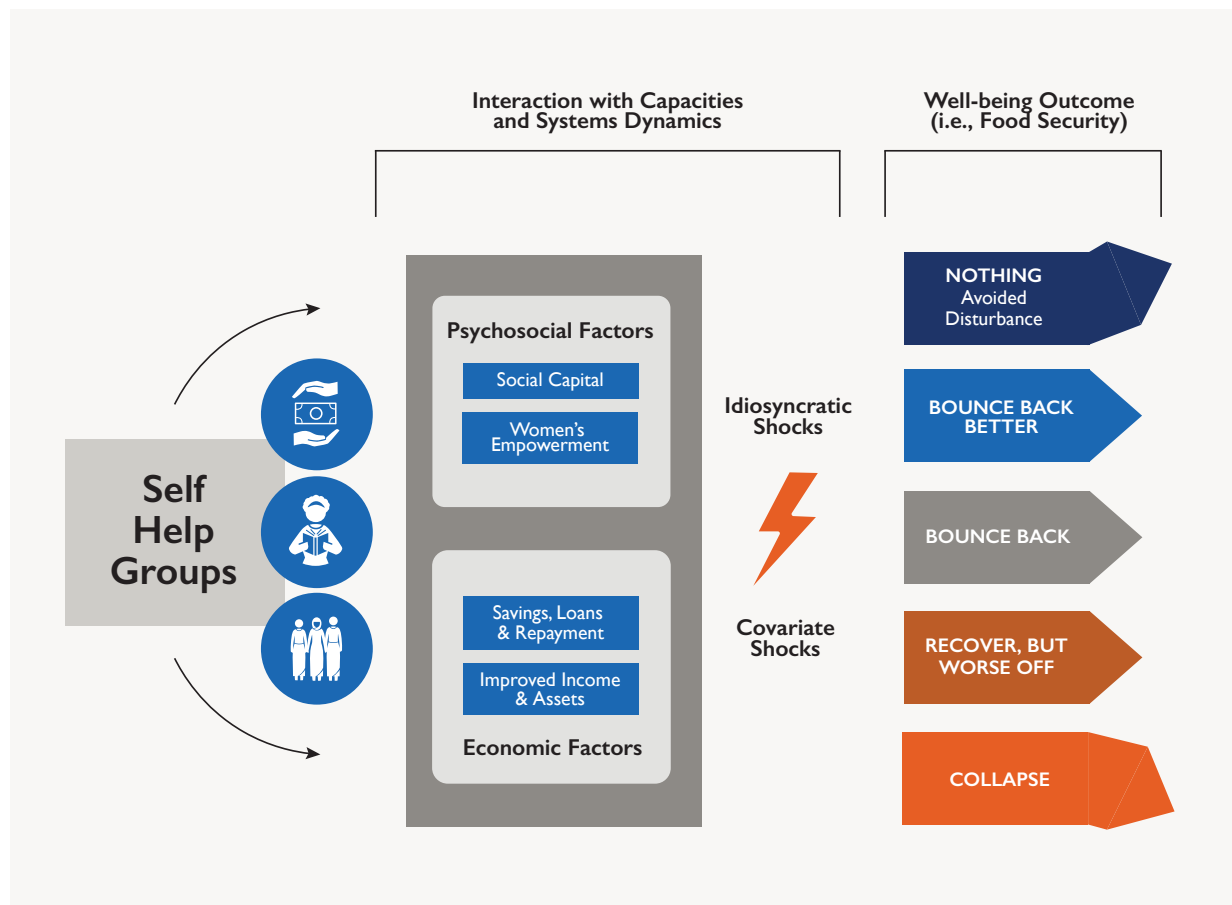 Interaction with Capacities
and Systems Dynamics
Well-being Outcome
(i.e., Food Security)
Self
Help
Groups
Psychosocial Factors
Social Capital
Women’s
Empowerment
Savings, Loans
& Repayment
Improved Income
& Assets
Economic Factors
Idiosyncratic
Shocks
Covariate
Shocks
NOTHING
Avoided
Disturbance
BOUNCE BACK
BETTER
BOUNCE BACK
RECOVER, BUT
WORSE OFF
COLLAPSE